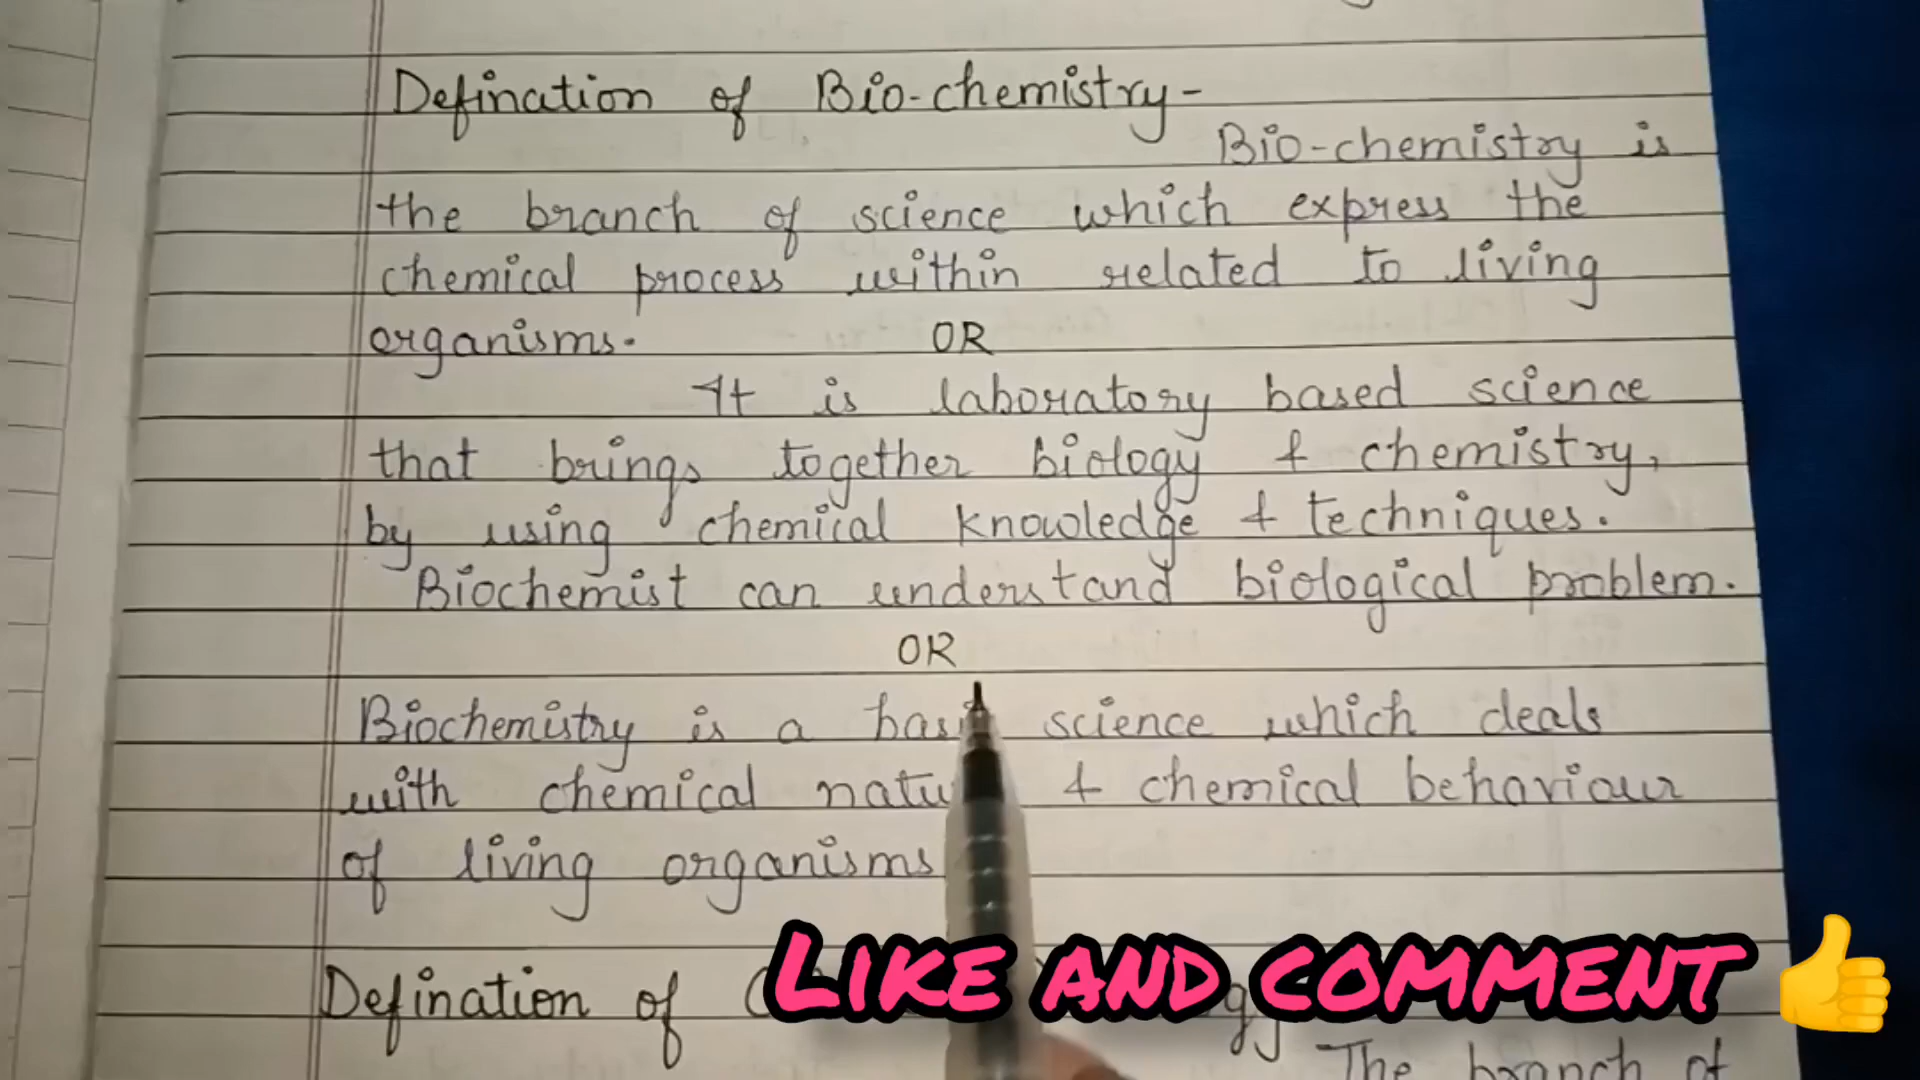 Defination of Bio-chemistry-
Bio-chemistry is
the branch of science which express the
chemical process within related to living
organisms. OR
It is laboratory based science
that brings together biology & chemistry,
by using chemical knowledge & techniques.
Biochemist can understand biological problem.
OR
Biochemistry is a science which deals
with chemical & chemical behaviour
of living organisms
LIKE AND COMMENT
Defination of
The branch of